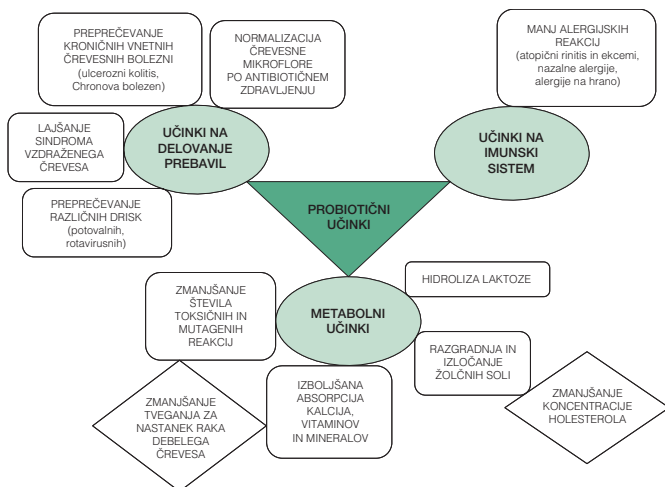 PREPREČEVANJE
KRONIČNIH VNETNIH
ČREVESNIH BOLEZNI
(ulcerozni kolitis,
Chronova bolezen)
NORMALIZACIJA
ČREVESNE
MIKROFLORE
PO ANTIBIOTIČNEM
ZDRAVLJENJU
MANJ ALERGIJSKIH
REAKCIJ
(atopični rinitis in ekcemi,
nazalne alergije,
alergije na hrano)
LAJŠANJE
SINDROMA
VZDRAŽENEGA
ČREVESA
UČINKI NA
DELOVANJE
PREBAVIL
UČINKI NA
IMUNSKI
SISTEM
PREPREČEVANJE
RAZLIČNIH DRISK
(potovalnih,
rotavirusnih)
PROBIOTIČNI
UČINKI
HIDROLIZA LAKTOZE
ZMANJŠANJE
ŠTEVILA
TOKSIČNIH IN
MUTAGENIH
REAKCIJ
METABOLNI
UČINKI
RAZGRADNJA IN
IZLOČANJE
ŽOLČNIH SOLI
ZMANJŠANJE
TVEGANJA ZA
NASTANEK RAKA
DEBELEGA
ČREVESA
IZBOLJŠANA
ABSORPCIJA
KALCIJA,
VITAMINOV
IN MINERALOV
ZMANJŠANJE
KONCENTRACIJE
HOLESTEROLA